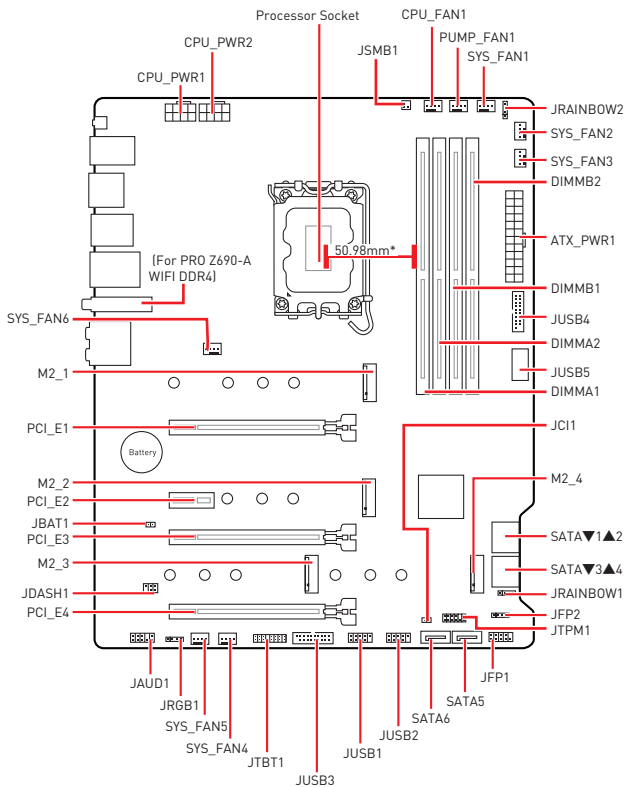 Processor Socket
CPU_FAN1
PUMP_FAN1
SYS_FAN1
JSMB1
CPU_PWR2
CPU_PWR1
JRAINBOW2
SYS_FAN2
SYS_FAN3
DIMMB2
ATX_PWR1
50.98mm*
(For PRO Z690-A
WIFI DDR4)
DIMMB1
JUSB4
SYS_FAN6
DIMMA2
JUSB5
M2_1
DIMMA1
PCI_E1
JCI1
Battery
M2_2
M2_4
PCI_E2
JBAT1
PCI_E3
SATA▼1▲2
M2_3
SATA▼3▲4
JDASH1
JRAINBOW1
PCI_E4
JFP2
JTPM1
JAUD1
JRGB1
SYS_FAN5
SYS_FAN4
JTBT1
JUSB3
JUSB1
JUSB2
SATA6
SATA5
JFP1